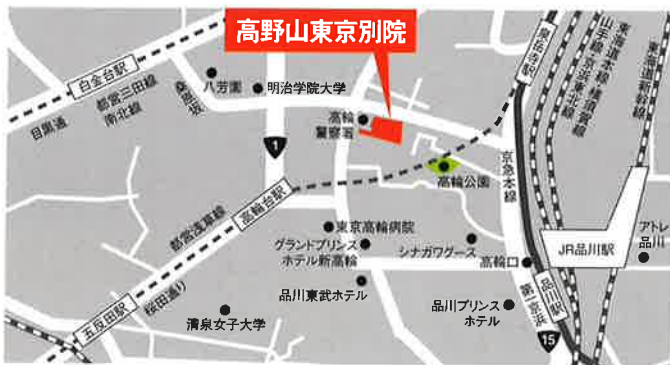 高野山東京別院
白金台駅
都営三田線
南北線
目黒通
桑原坂
八芳園
明治学院大学
1
高輪
警察署
泉岳寺駅
東海道本線・横須賀線
山手線・京浜東北線
東海道新幹線
京急本線
高輪公園
高輪台駅
都営浅草線
東京高輪病院
グランドプリンス
ホテル新高輪
シナガワグース
高輪口
JR品川駅
アトレ
品川
品川駅
五反田駅
桜田通り
清泉女子大学
品川東武ホテル
品川プリンス
ホテル
第一京浜
15